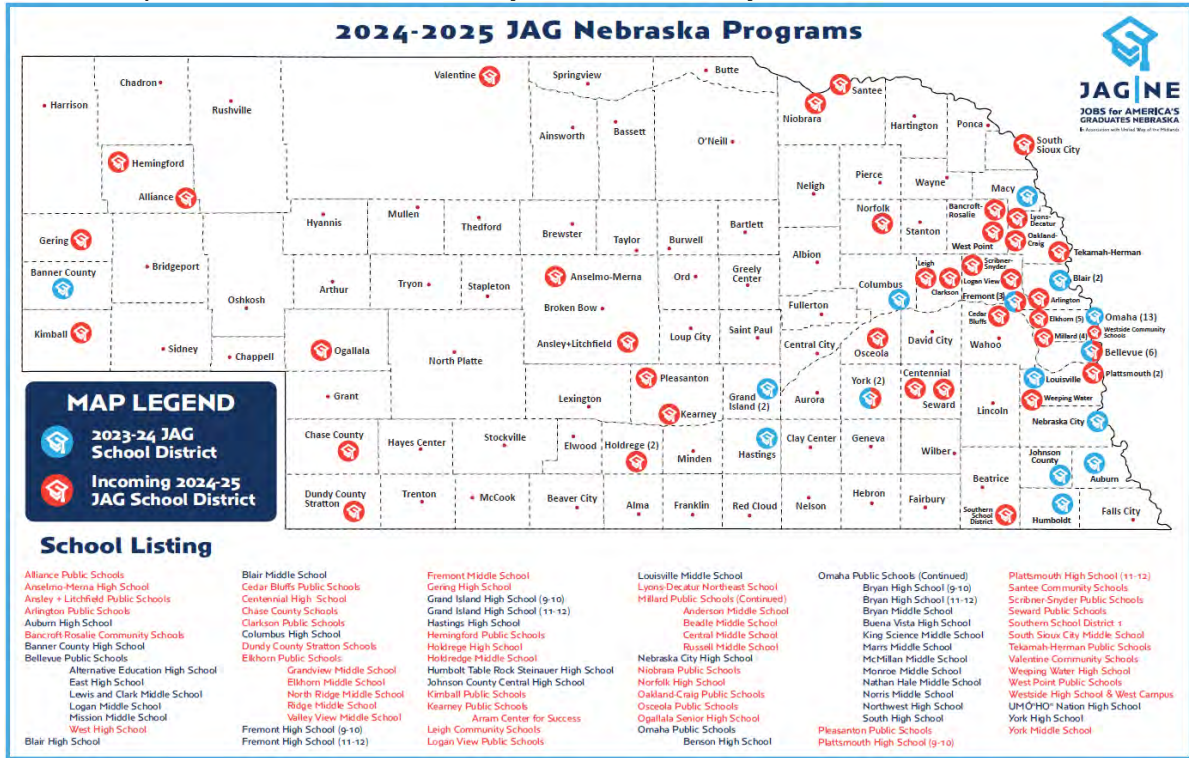 2024-2025 JAG Nebraska Programs
JAG NE
JOBS for AMERICA'S
GRADUATES NEBRASKA
In Association with United Way of the Midlands
Chadron
Harrison
Rushville
Valentine
Springview
Butte
Santee
Niobrara
Hartington
Ponca
South
Sioux City
Ainsworth
Bassett
O'Neill
Hemingford
Alliance
Neligh
Pierce
Wayne
Macy
Norfolk
Stanton
Bancroft-
Rosalie
Lyons-
Decatur
Oakland-
Craig
West Point
Tekamah-Herman
Hyannis
Mullen
Thedford
Brewster
Taylor
Burwell
Bartlett
Gering
Banner County
Bridgeport
Oshkosh
Arthur
Tryon
Stapleton
Anselmo-Merna
Broken Bow
Ord
Greely
Center
Albion
Fullerton
Columbus
Leigh
Clarkson
Scribner-
Snyder
Logan View
Fremont (3)
Blair (2)
Arlington
Cedar
Bluffs
Elkhorn (5)
Omaha (13)
Millard (4)
Westside Community
Schools
Bellevue (6)
Kimball
Sidney
Chappell
Ogallala
North Platte
Ansley+Litchfield
Loup City
Saint Paul
Central City
Osceola
David City
Wahoo
Plattsmouth (2)
Louisville
Weeping Water
Grant
Lexington
Pleasanton
Kearney
Grand
Island (2)
Aurora
York (2)
Centennial
Seward
Lincoln
Nebraska City
Chase County
Hayes Center
Stockville
Elwood
Holdrege (2)
Minden
Hastings
Clay Center
Geneva
Wilber
Johnson
County
Auburn
Dundy County
Stratton
Trenton
McCook
Beaver City
Alma
Franklin
Red Cloud
Nelson
Hebron
Fairbury
Beatrice
Southern
School
District
Humboldt
Falls City
MAP LEGEND
2023-24 JAG
School District
Incoming 2024-25
JAG School District
School Listing
Alliance Public Schools
Anselmo-Merna High School
Ansley + Litchfield Public Schools
Arlington Public Schools
Auburn High School
Bancroft Rosalie Community Schools
Banner County High School
Bellevue Public Schools
Alternative Education High School
East High School
Lewis and Clark Middle School
Logan Middle School
Mission Middle School
West High School
Blair High School
Blair Middle School
Cedar Bluffs Public Schools
Centennial High School
Chase County Schools
Clarkson Public Schools
Columbus High School
Dundy County Stratton Schools
Elkhorn Public Schools
Grandview Middle School
Elkhorn Middle School
North Ridge Middle School
Ridge Middle School
Valley View Middle School
Fremont High School (9-10)
Fremont High School (11-12)
Fremont Middle School
Gering High School
Grand Island High School (9-10)
Grand Island High School (11-12)
Hastings High School
Hemingford Public Schools
Holdrege High School
Holdredge Middle School
Humbolt Table Rock Steinauer High School
Johnson County Central High School
Kimball Public Schools
Kearney Public Schools
Arram Center for Success
Leigh Community Schools
Logan View Public Schools
Louisville Middle School
Lyons-Decatur Northeast School
Millard Public Schools (Continued)
Anderson Middle School
Beadle Middle School
Central Middle School
Russell Middle School
Nebraska City High School
Niobrara Public Schools
Norfolk High School
Oakland-Craig Public Schools
Osceola Public Schools
Ogallala Senior High School
Omaha Public Schools
Benson High School
Omaha Public Schools (Continued)
Bryan High School (9-10)
Bryan High School (11-12)
Bryan Middle School
Buena Vista High School
King Science Middle School
Marrs Middle School
McMillan Middle School
Monroe Middle School
Nathan Hale Middle School
Norris Middle School
Northwest High School
South High School
Pleasanton Public Schools
Plattsmouth High School (9-10)
Plattsmouth High School (11-12)
Santee Community Schools
Scribner-Snyder Public Schools
Seward Public Schools
Southern School District 1
South Sioux City Middle School
Tekamah-Herman Public Schools
Valentine Community Schools
Weeping Water High School
West Point Public Schools
Westside High School & West Campus
UMÓⁿHOⁿ Nation High School
York High School
York Middle School